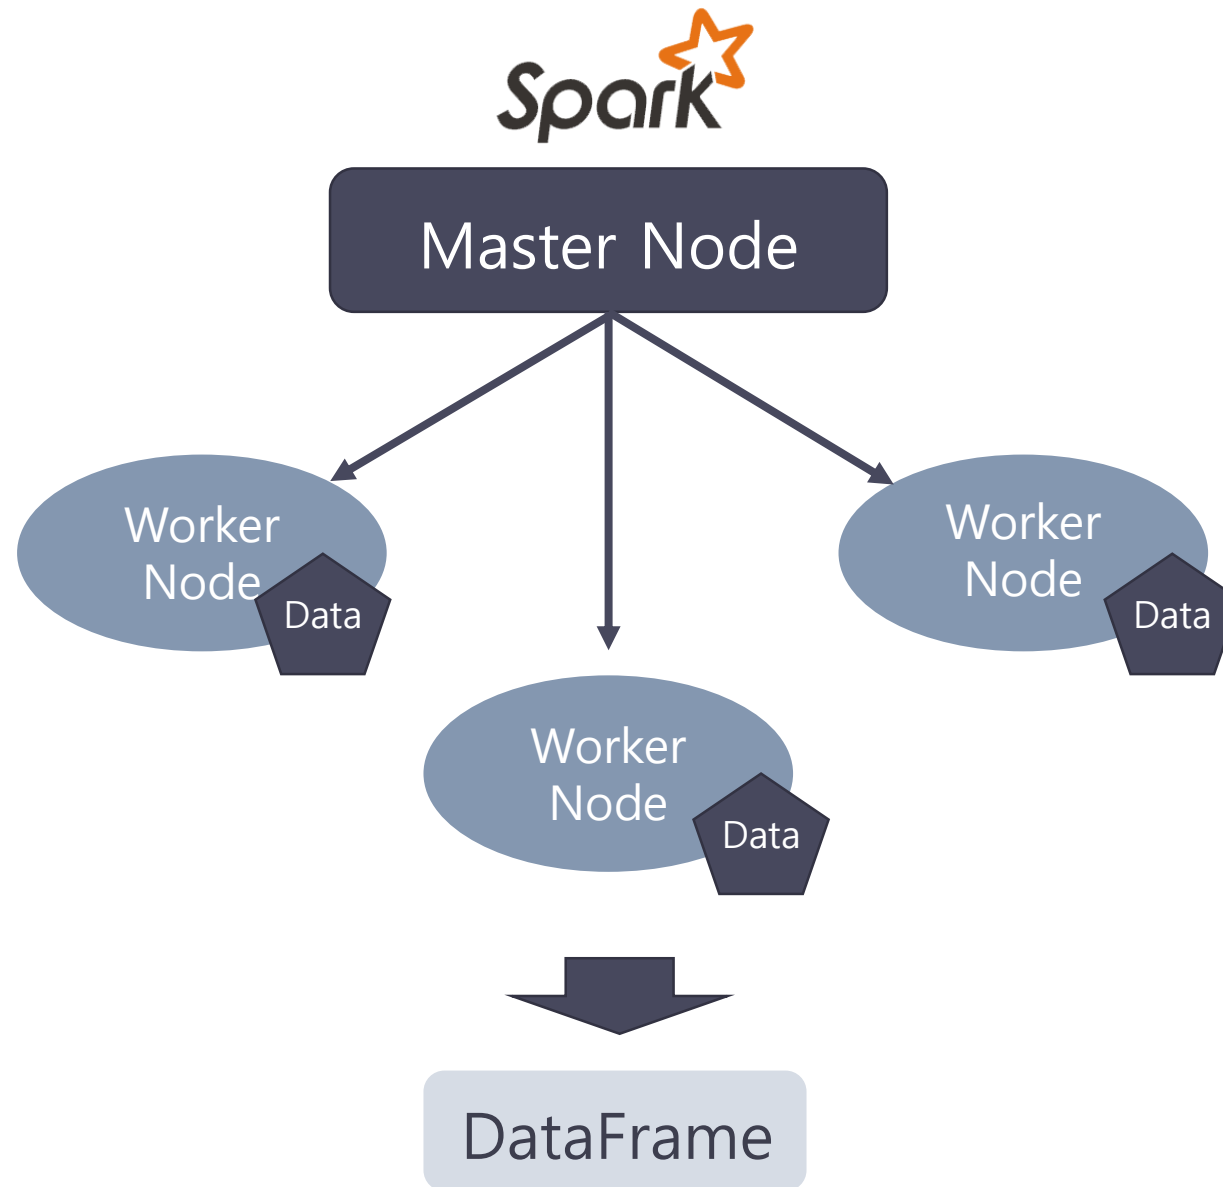 Spark
Master Node
Worker
Node
Data
Worker
Node
Data
Worker
Node
Data
DataFrame